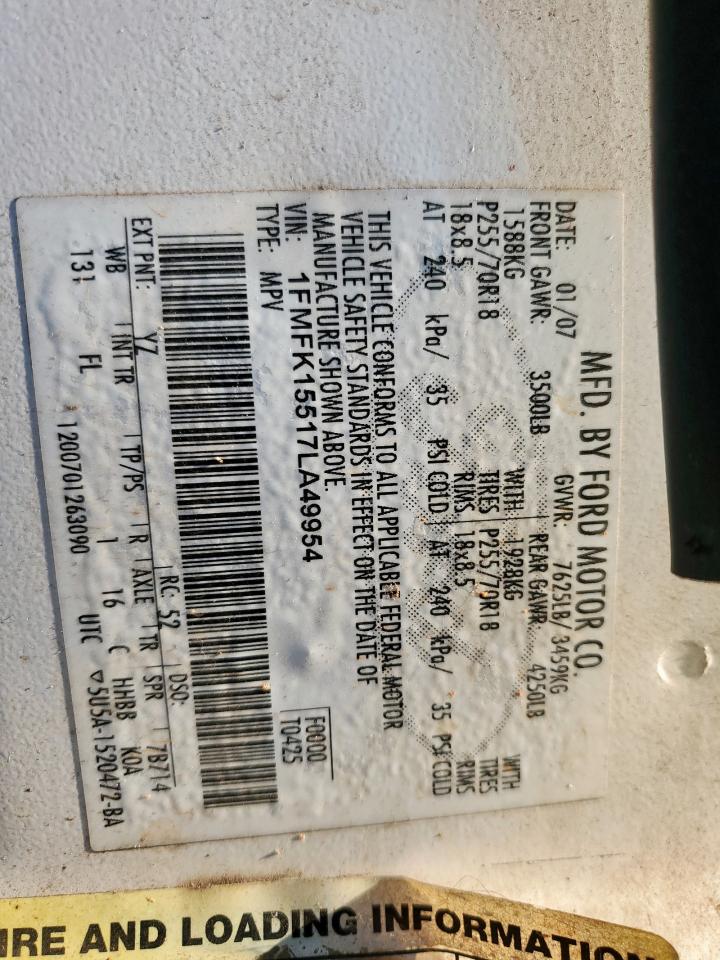 MFD. BY FORD MOTOR CO.
DATE: 01/07 GVWR: 7625LB/ 3459KG
FRONT GAWR: 3500LB REAR GAWR: 4250LB
1588KG WITH 1928KG WITH
P255/70R18 TIRES P255/70R18 TIRES
18x8.5 RIMS 18x8.5 RIMS
AT 240 kPa/ 35 PSI COLD AT 240 kPa/ 35 PSI COLD
THIS VEHICLE CONFORMS TO ALL APPLICABLE FEDERAL MOTOR
VEHICLE SAFETY STANDARDS IN EFFECT ON THE DATE OF
MANUFACTURE SHOWN ABOVE.
VIN: 1FMFK15517LA49954 F0000
TYPE: MPV T0425
EXT PNT: YZ RC: 52 DSO:
WB INT TR TP/PS R AXLE TR SPR 7B714
131 FL 1 16 C HHBB KOA
1200701263090 UTC ▽5U5A-1520472-BA
IRE AND LOADING INFORMATION